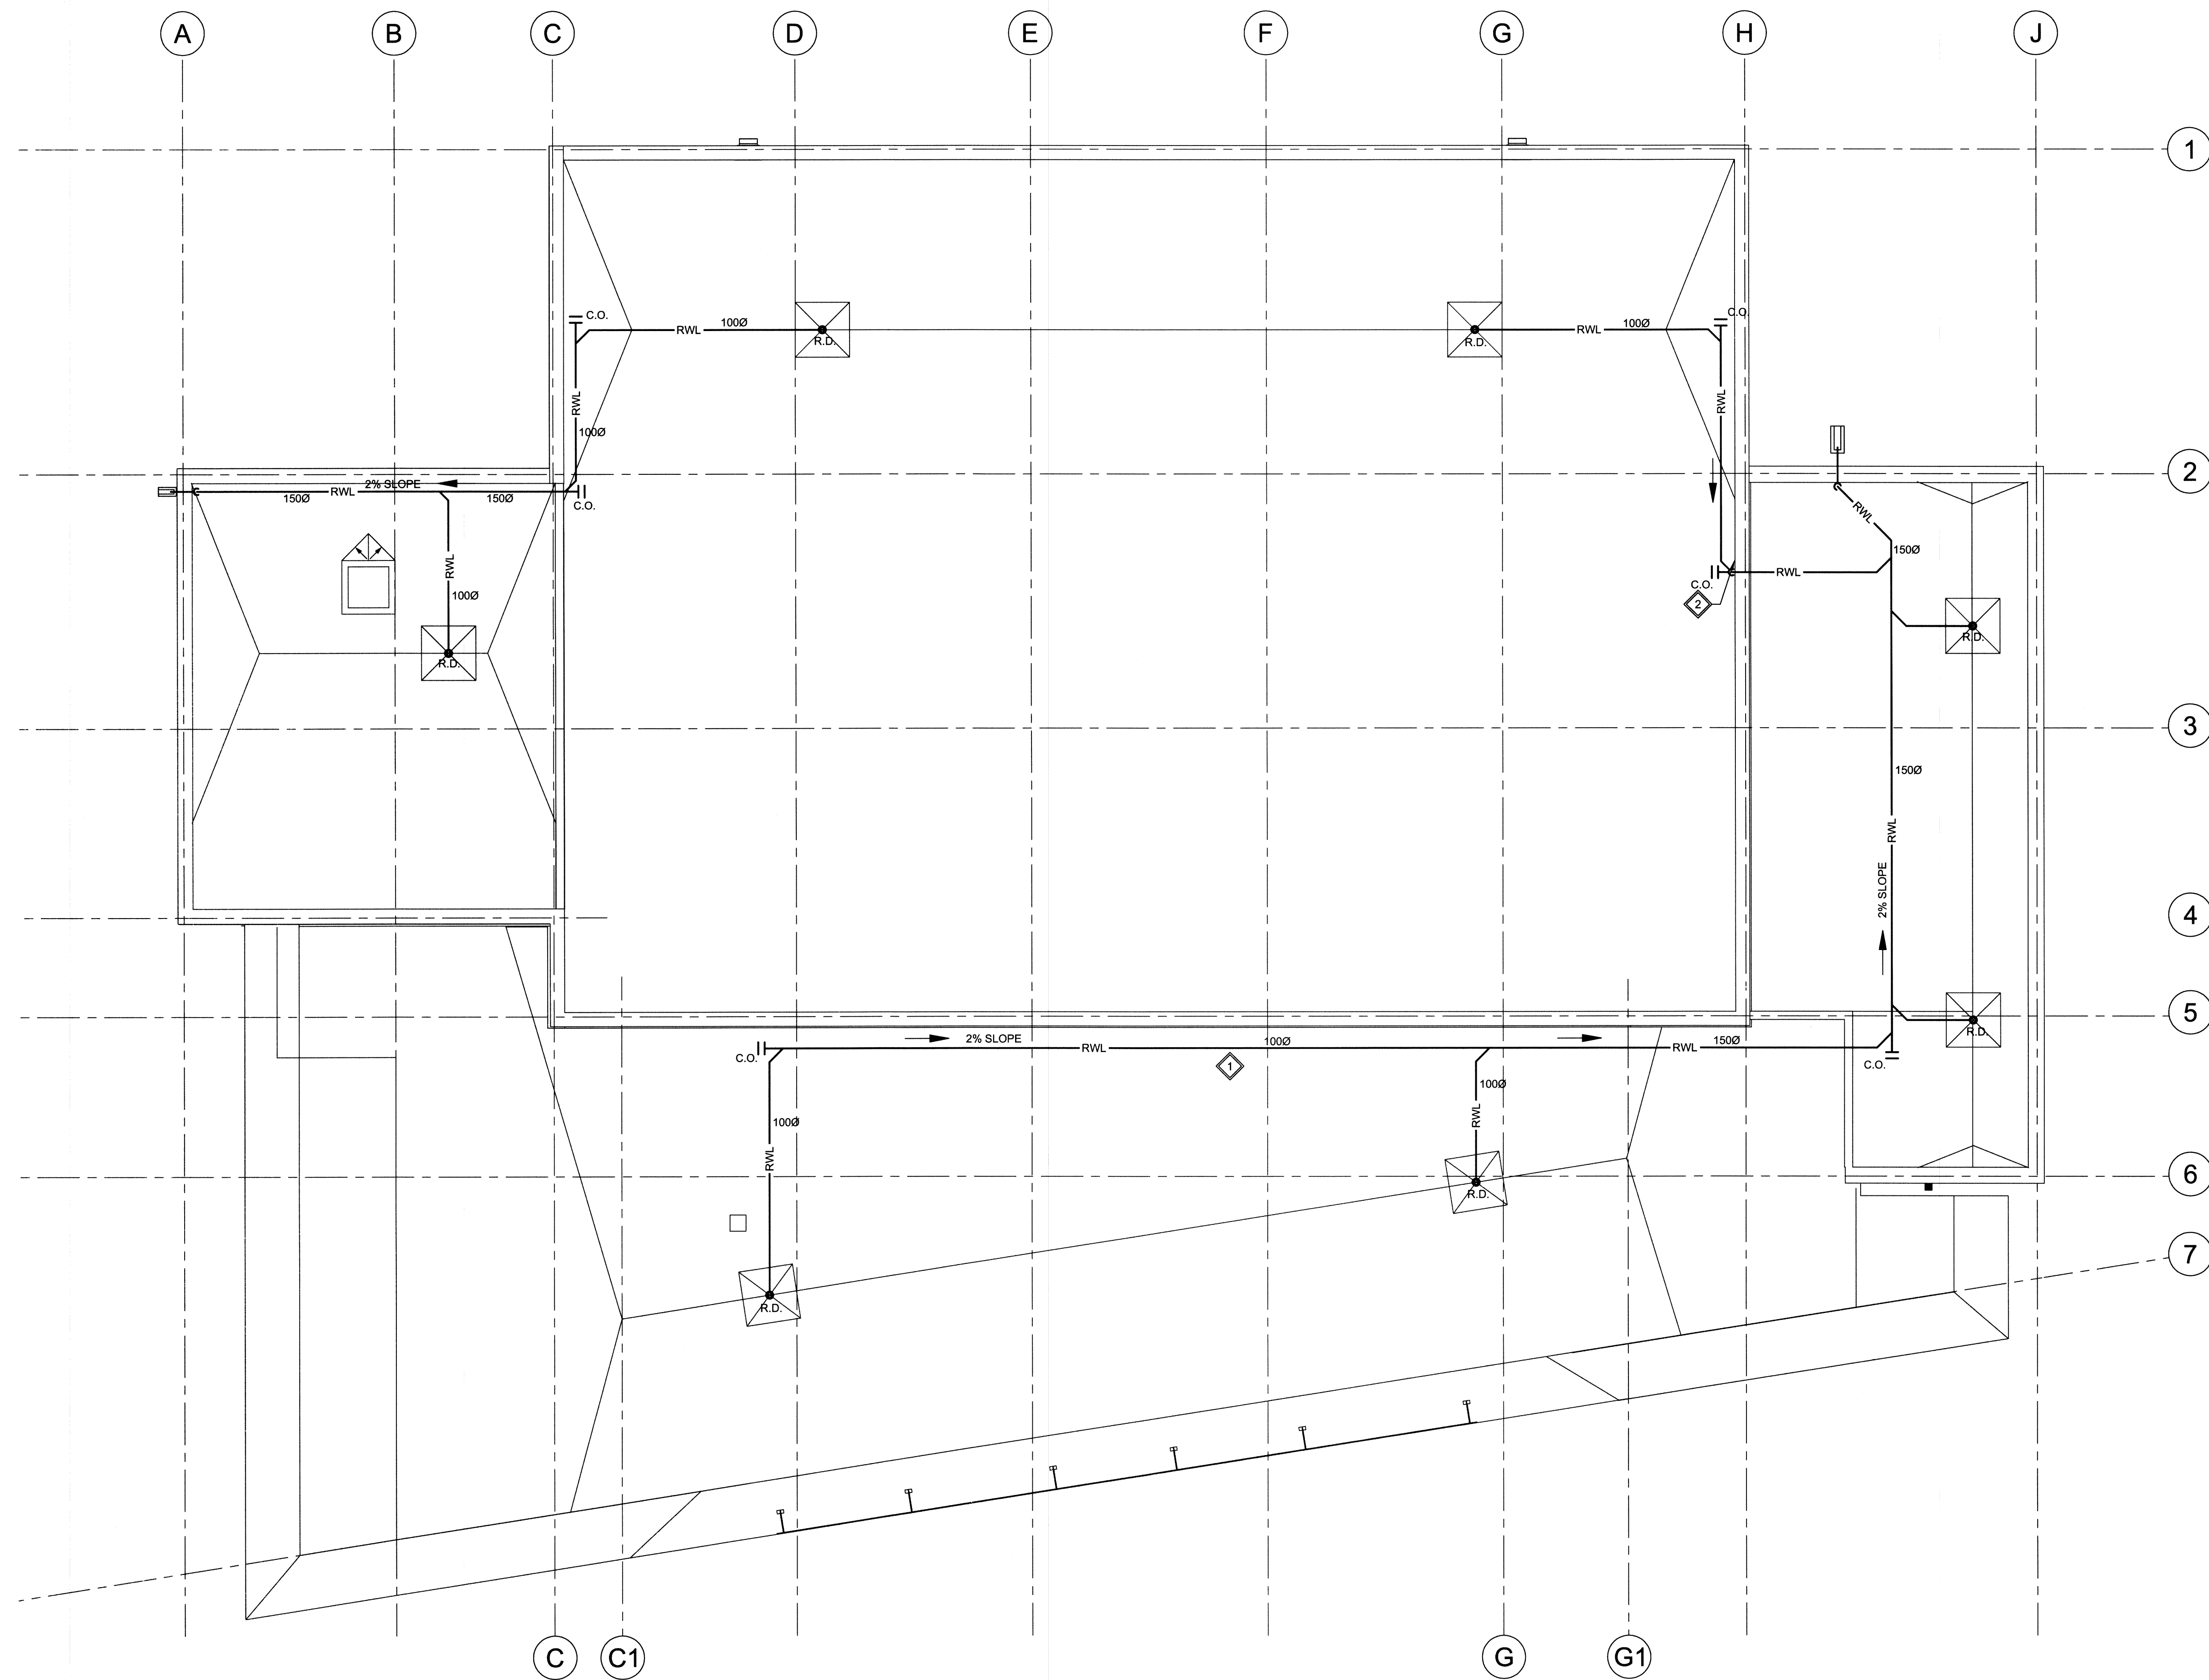 A
B
C
D
E
F
G
H
J
1
C.O.
RWL
100Ø
R.D.
R.D.
RWL
100Ø
C.O.
RWL
100Ø
RWL
2
150Ø
RWL
2% SLOPE
150Ø
C.O.
RWL
150Ø
RWL
100Ø
C.O.
2
RWL
R.D.
R.D.
3
150Ø
RWL
2% SLOPE
4
5
R.D.
C.O.
2% SLOPE
RWL
100Ø
1
RWL
150Ø
C.O.
100Ø
RWL
100Ø
RWL
R.D.
6
R.D.
7
C
C1
G
G1